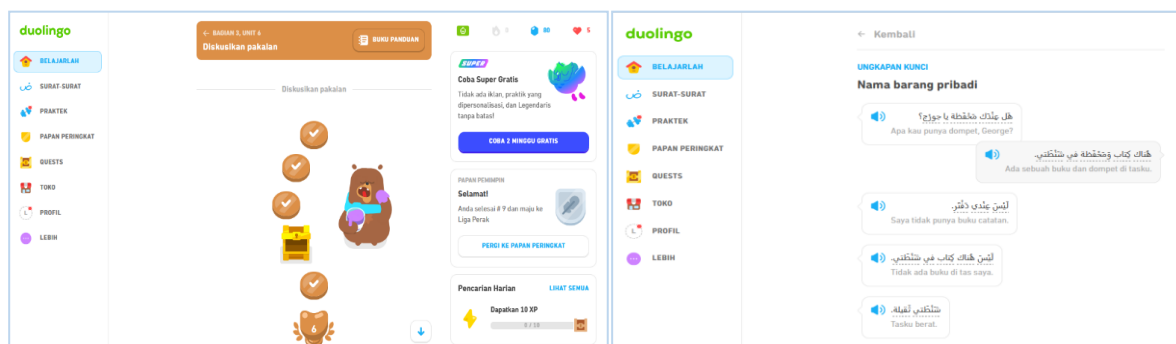 duolingo
BELAJARLAH
SURAT-SURAT
PRAKTEK
PAPAN PERINGKAT
QUESTS
TOKO
PROFIL
LEBIH
← BAGIAN 3, UNIT 6
Diskusikan pakaian
BUKU PANDUAN
Diskusikan pakaian
6
80
5
SUPER
Coba Super Gratis
Tidak ada iklan, praktik yang
dipersonalisasi, dan Legendaris
tanpa batas!
COBA 2 MINGGU GRATIS
PAPAN PEMIMPIN
Selamat!
Anda selesai # 9 dan maju ke
Liga Perak
PERGI KE PAPAN PERINGKAT
Pencarian Harian
LIHAT SEMUA
Dapatkan 10 XP
0 / 10
duolingo
BELAJARLAH
SURAT-SURAT
PRAKTEK
PAPAN PERINGKAT
QUESTS
TOKO
PROFIL
LEBIH
← Kembali
UNGKAPAN KUNCI
Nama barang pribadi
هَل عِنْدَك مَحْفَظة يا جورْج؟
Apa kau punya dompet, George?
هُناك كِتاب وَمَحْفَظة في شَنْطَتي.
Ada sebuah buku dan dompet di tasku.
لَيْسَ عِنْدي دَفْتَر.
Saya tidak punya buku catatan.
لَيْسَ هُناك كِتاب في شَنْطَتي.
Tidak ada buku di tas saya.
شَنْطَتي ثَقيلة.
Tasku berat.